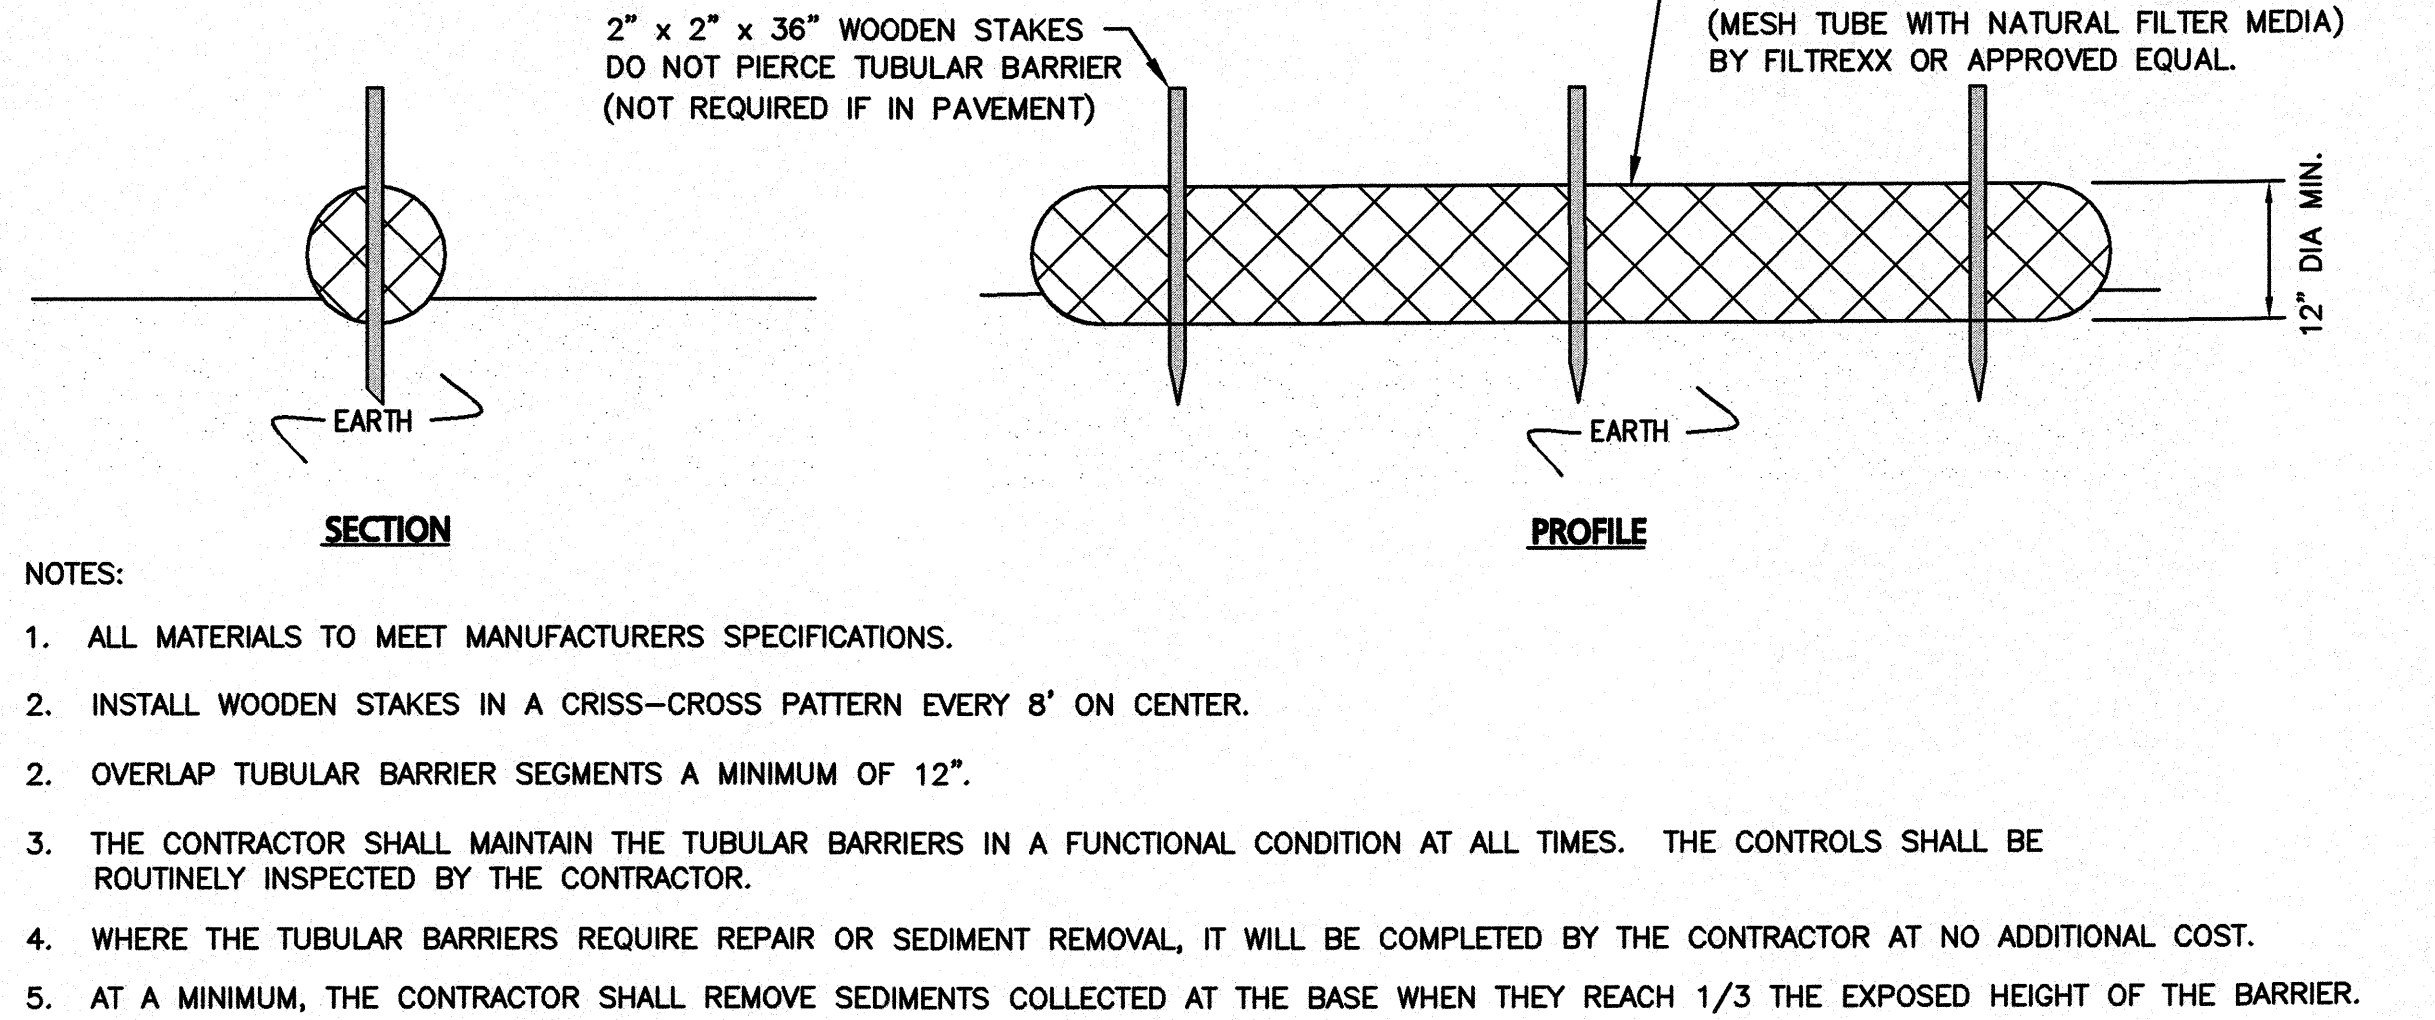 2" x 2" x 36" WOODEN STAKES
DO NOT PIERCE TUBULAR BARRIER
(NOT REQUIRED IF IN PAVEMENT)
(MESH TUBE WITH NATURAL FILTER MEDIA)
BY FILTREXX OR APPROVED EQUAL.
12" DIA MIN.
EARTH
EARTH
SECTION
PROFILE
NOTES:
1. ALL MATERIALS TO MEET MANUFACTURERS SPECIFICATIONS.
2. INSTALL WOODEN STAKES IN A CRISS-CROSS PATTERN EVERY 8' ON CENTER.
2. OVERLAP TUBULAR BARRIER SEGMENTS A MINIMUM OF 12".
3. THE CONTRACTOR SHALL MAINTAIN THE TUBULAR BARRIERS IN A FUNCTIONAL CONDITION AT ALL TIMES. THE CONTROLS SHALL BE
ROUTINELY INSPECTED BY THE CONTRACTOR.
4. WHERE THE TUBULAR BARRIERS REQUIRE REPAIR OR SEDIMENT REMOVAL, IT WILL BE COMPLETED BY THE CONTRACTOR AT NO ADDITIONAL COST.
5. AT A MINIMUM, THE CONTRACTOR SHALL REMOVE SEDIMENTS COLLECTED AT THE BASE WHEN THEY REACH 1/3 THE EXPOSED HEIGHT OF THE BARRIER.